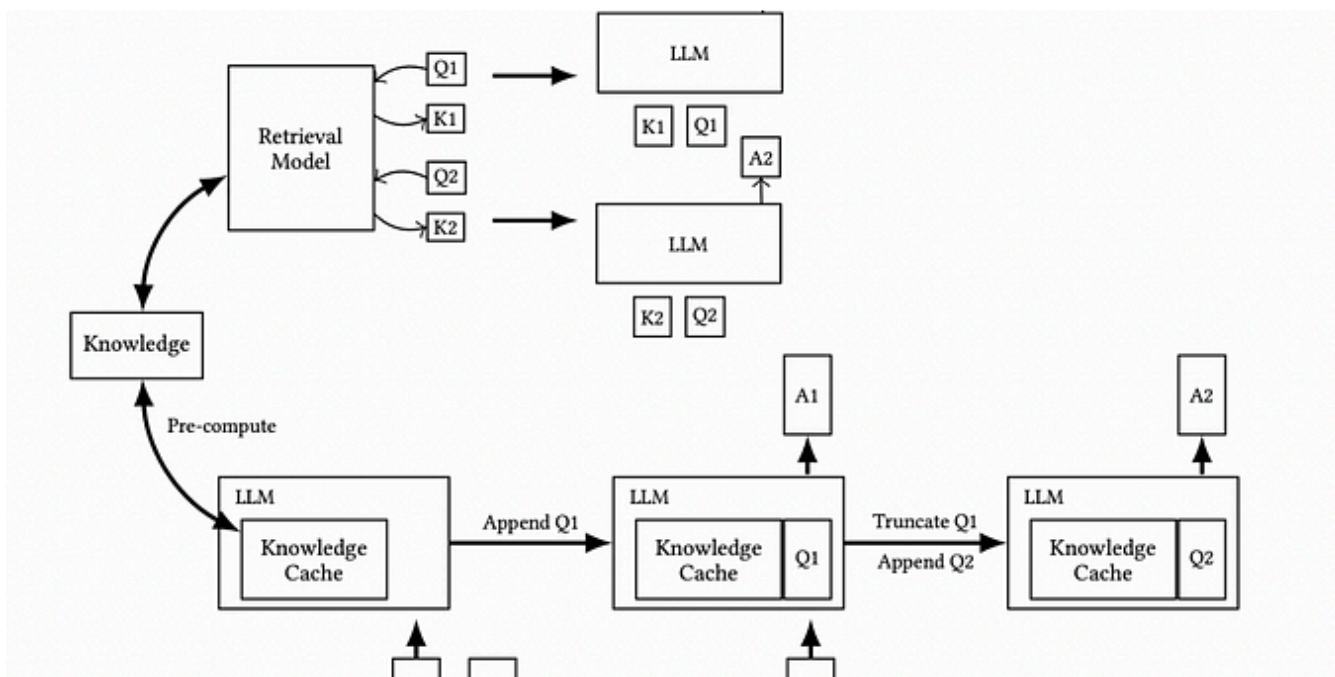 LLM
Q1
K1
Retrieval
Model
Q2
K2
K1 Q1
A2
LLM
K2 Q2
Knowledge
Pre-compute
A1
A2
LLM
Knowledge
Cache
Append Q1
LLM
Knowledge
Cache
Q1
Truncate Q1
Append Q2
LLM
Knowledge
Cache
Q2